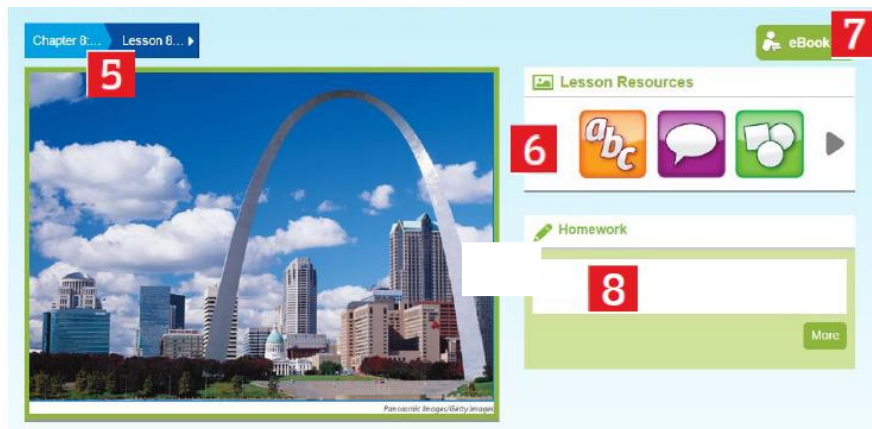 Chapter 8:... Lesson 8...
5
eBook
7
Lesson Resources
6
abc
Homework
8
More
Panoramic Images/Getty Images